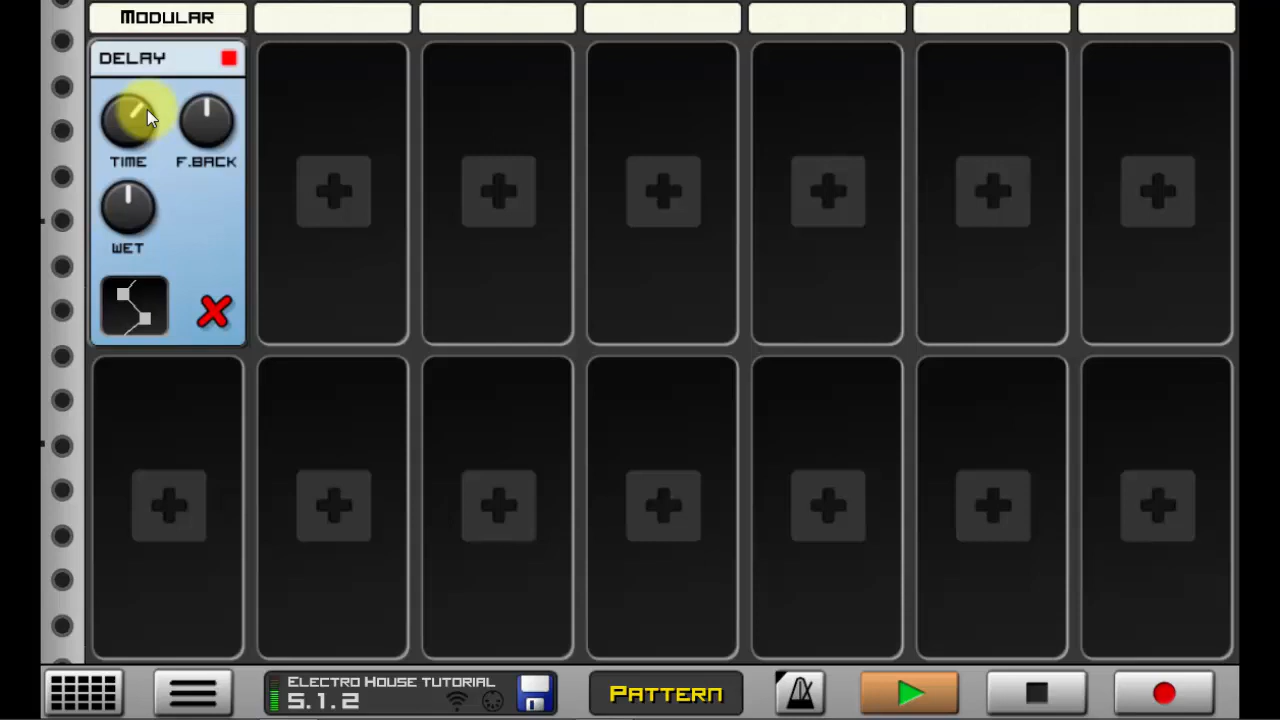 Modular
Delay
Time
F.Back
Wet
Electro House tutorial
5.1.2
Pattern